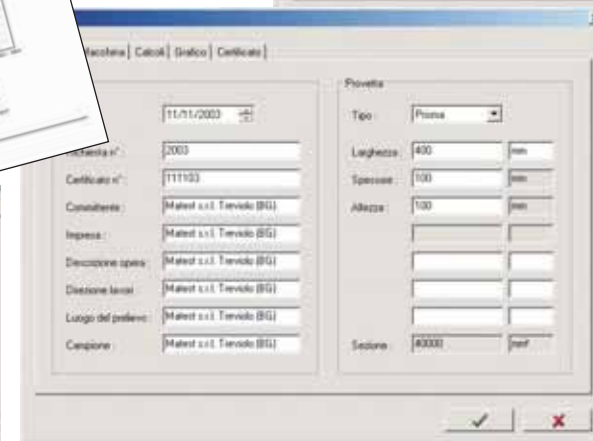 Macchina Calcoli Grafico Certificato
Provetta
11/11/2003
Tipo Prisma
Richiesta n° : 2003
Larghezza : 400 mm
Certificato n° : 111103
Spessore : 100 mm
Committente : Matest s.r.l. Treviolo (BG)
Altezza : 100 mm
Impresa : Matest s.r.l. Treviolo (BG)
Descrizione opera : Matest s.r.l. Treviolo (BG)
Direzione lavori : Matest s.r.l. Treviolo (BG)
Luogo del prelievo : Matest s.r.l. Treviolo (BG)
Campione : Matest s.r.l. Treviolo (BG)
Sezione : 40000 mm²